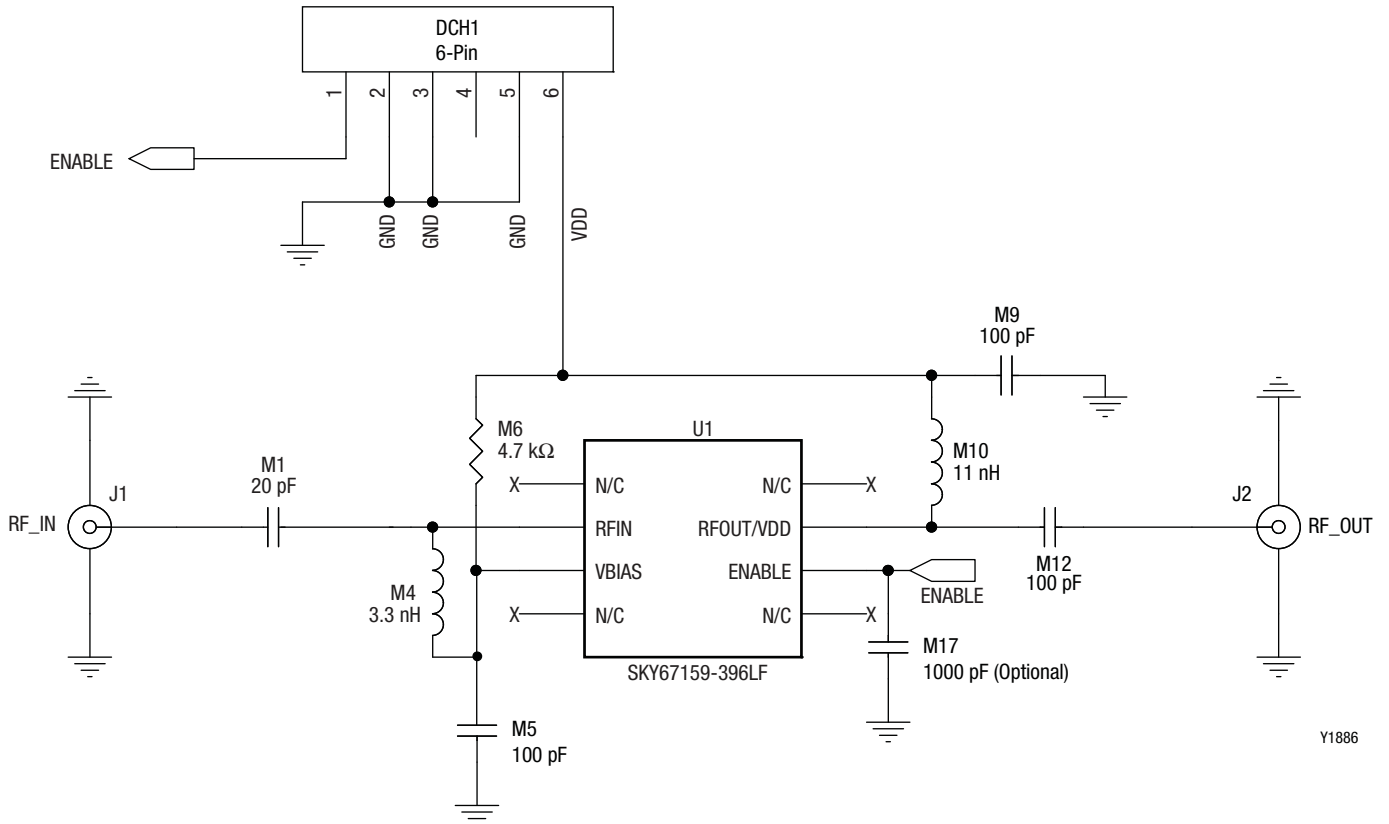 DCH1
6-Pin
1
2
3
4
5
6
ENABLE
GND
GND
GND
VDD
M9
100 pF
M6
4.7 kΩ
U1
M10
11 nH
M1
20 pF
J1
RF_IN
X
N/C
N/C
X
J2
RFIN
RFOUT/VDD
RF_OUT
M12
100 pF
VBIAS
ENABLE
ENABLE
M4
3.3 nH
X
N/C
N/C
X
M17
1000 pF (Optional)
SKY67159-396LF
M5
100 pF
Y1886